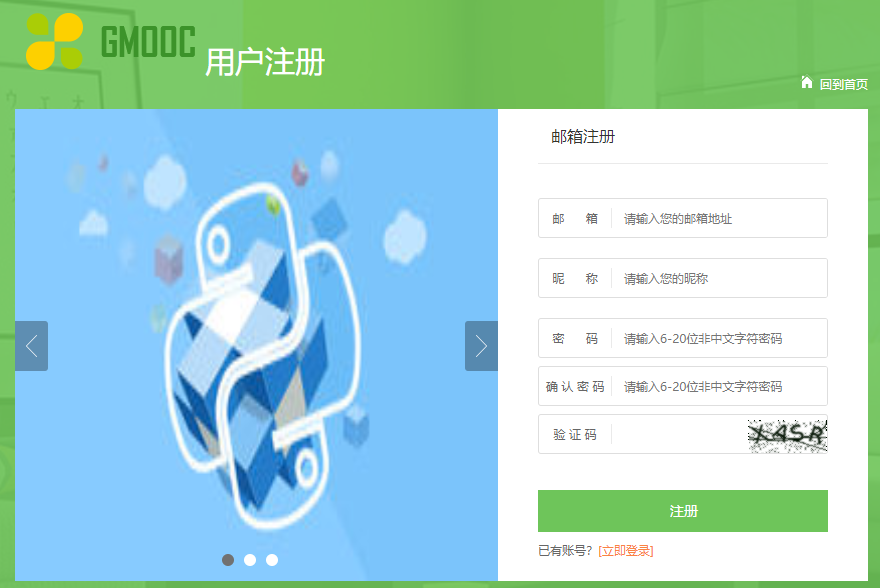 GMOOC 用户注册
回到首页
邮箱注册
邮 箱 请输入您的邮箱地址
昵 称 请输入您的昵称
密 码 请输入6-20位非中文字符密码
确 认 密 码 请输入6-20位非中文字符密码
验 证 码 X4SR
注册
已有账号? [立即登录]